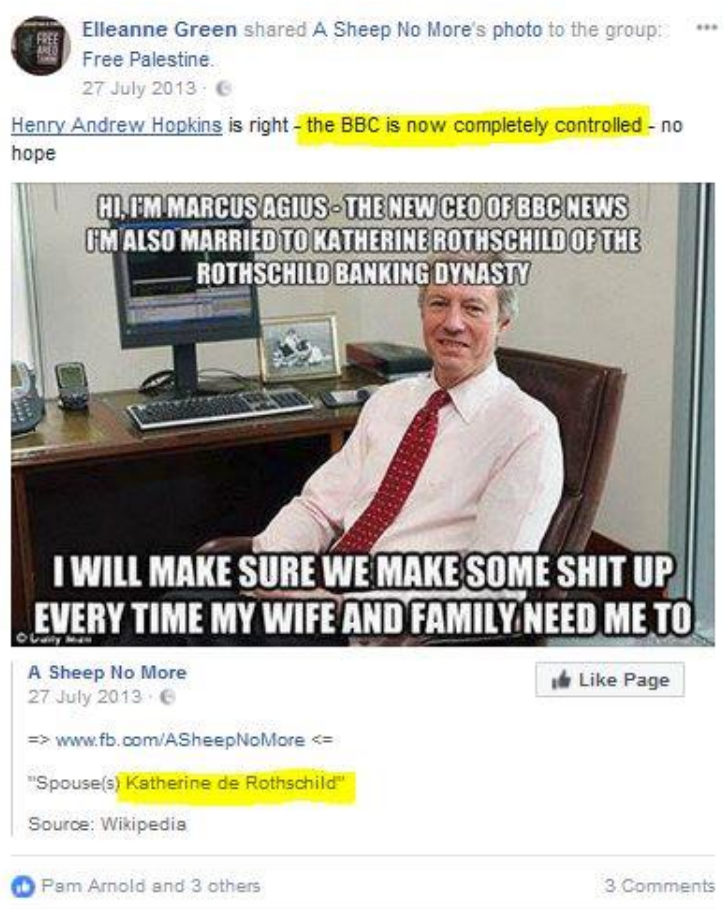 Elleanne Green shared A Sheep No More's photo to the group:
Free Palestine.
27 July 2013 ·
Henry Andrew Hopkins is right - the BBC is now completely controlled - no
hope
HI, I'M MARCUS AGIUS - THE NEW CEO OF BBC NEWS
I'M ALSO MARRIED TO KATHERINE ROTHSCHILD OF THE
ROTHSCHILD BANKING DYNASTY
I WILL MAKE SURE WE MAKE SOME SHIT UP
EVERY TIME MY WIFE AND FAMILY NEED ME TO
A Sheep No More
Like Page
27 July 2013 ·
=> www.fb.com/ASheepNoMore <=
"Spouse(s) Katherine de Rothschild"
Source: Wikipedia
Pam Arnold and 3 others
3 Comments